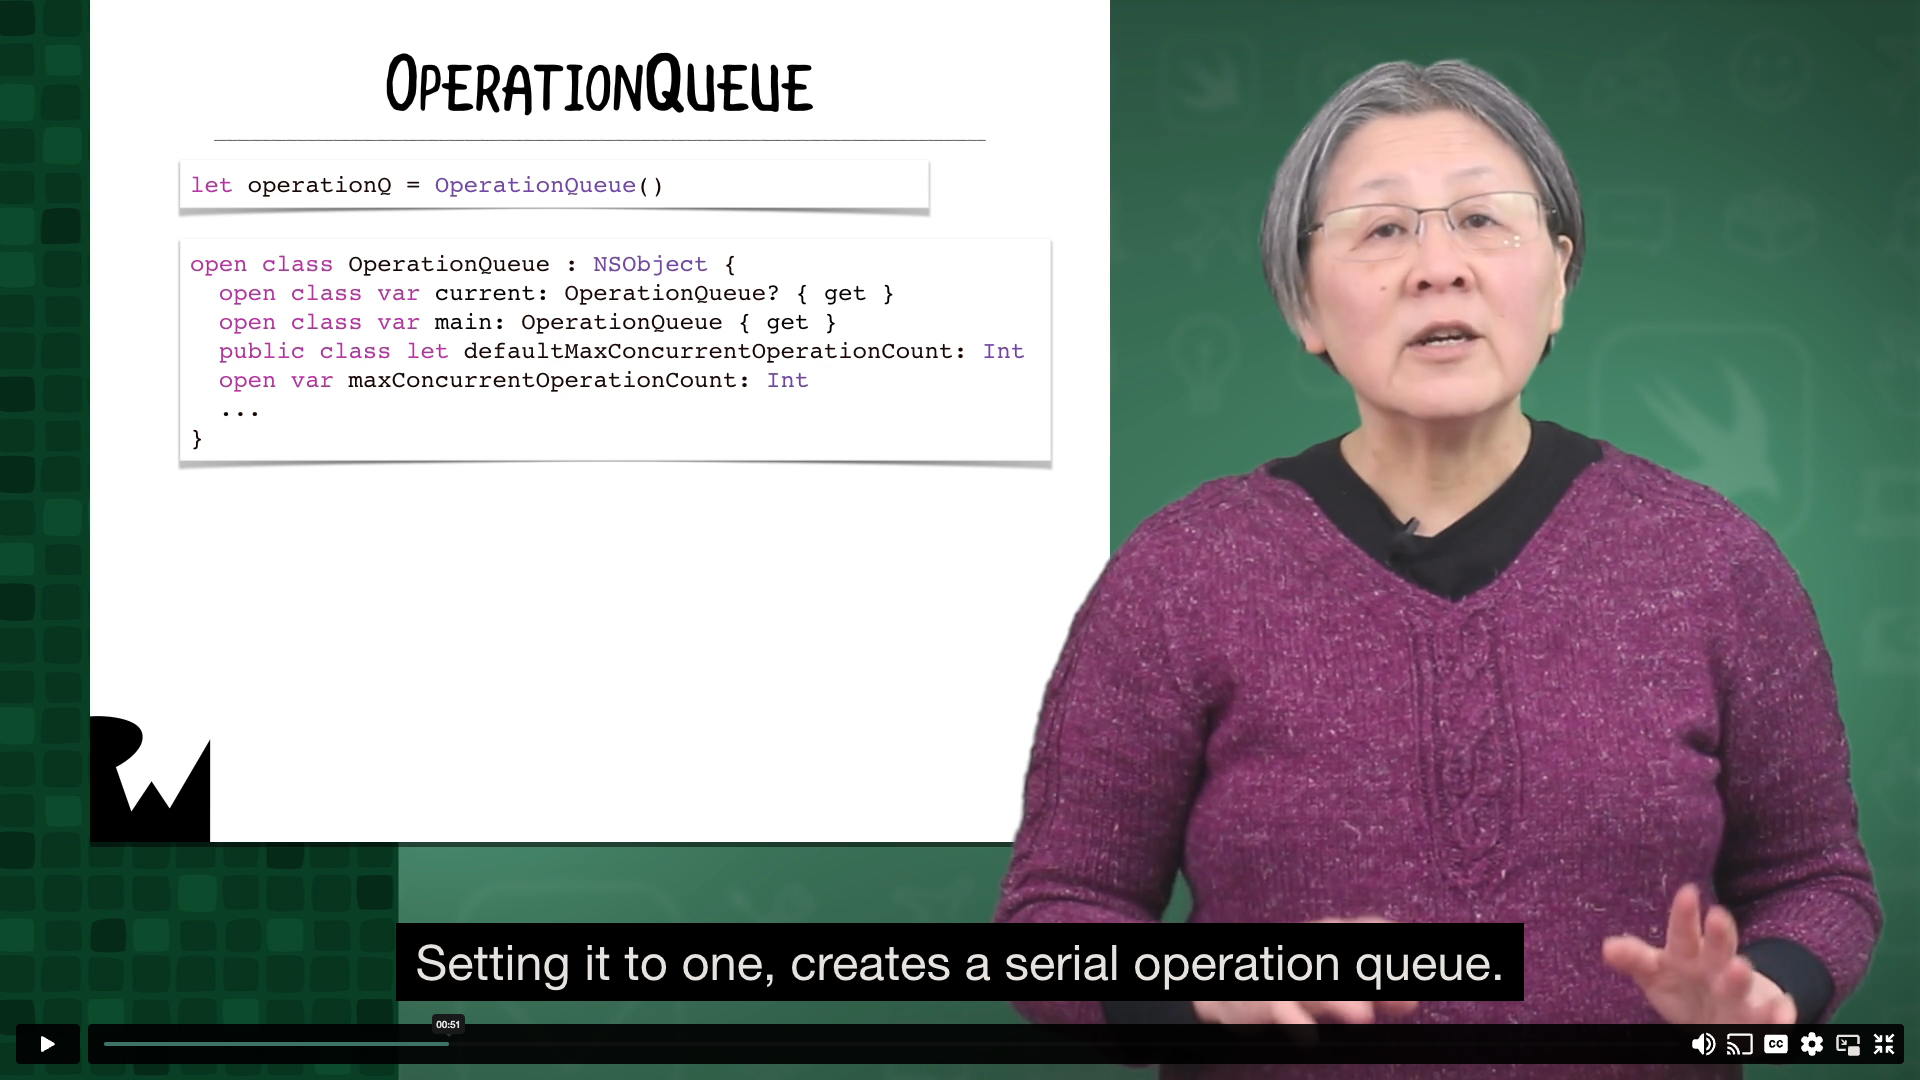 OPERATIONQUEUE
let operationQ = OperationQueue()
open class OperationQueue : NSObject {
open class var current: OperationQueue? { get }
open class var main: OperationQueue { get }
public class let defaultMaxConcurrentOperationCount: Int
open var maxConcurrentOperationCount: Int
...
}
RW
Setting it to one, creates a serial operation queue.
00:51
CC